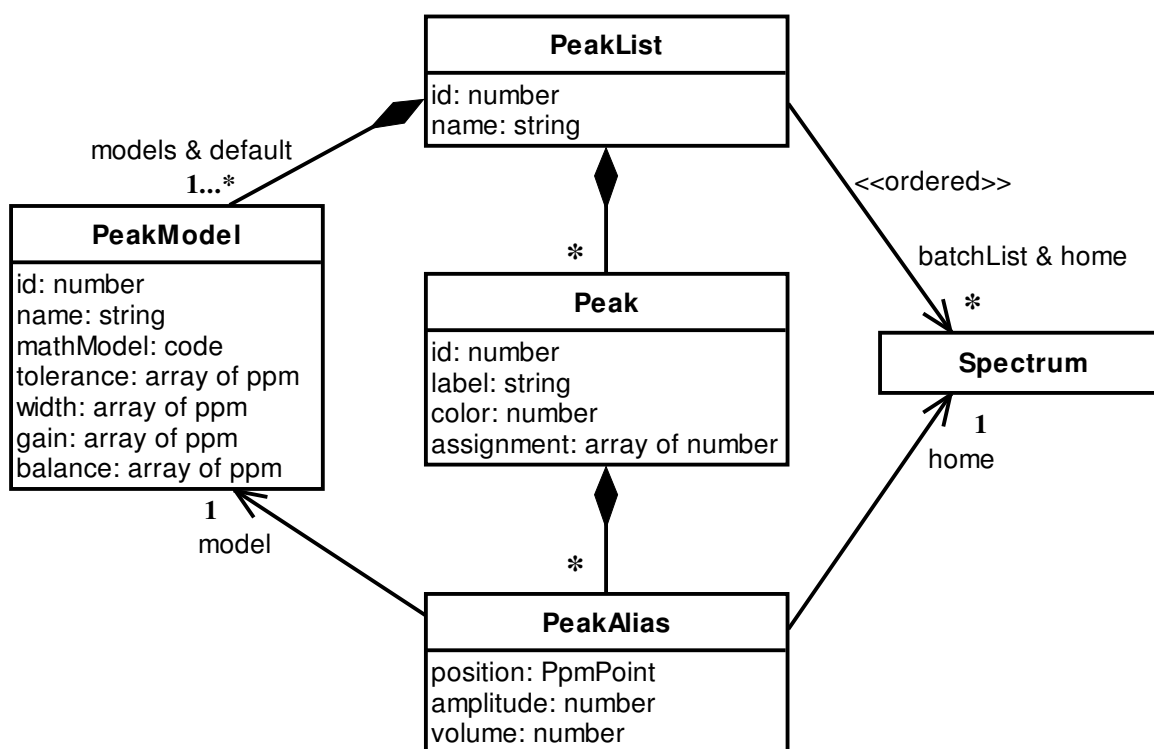 PeakList
id: number
name: string
models & default
1...*
<<ordered>>
batchList & home
*
PeakModel
id: number
name: string
mathModel: code
tolerance: array of ppm
width: array of ppm
gain: array of ppm
balance: array of ppm
*
Peak
id: number
label: string
color: number
assignment: array of number
Spectrum
1
home
1
model
*
PeakAlias
position: PpmPoint
amplitude: number
volume: number